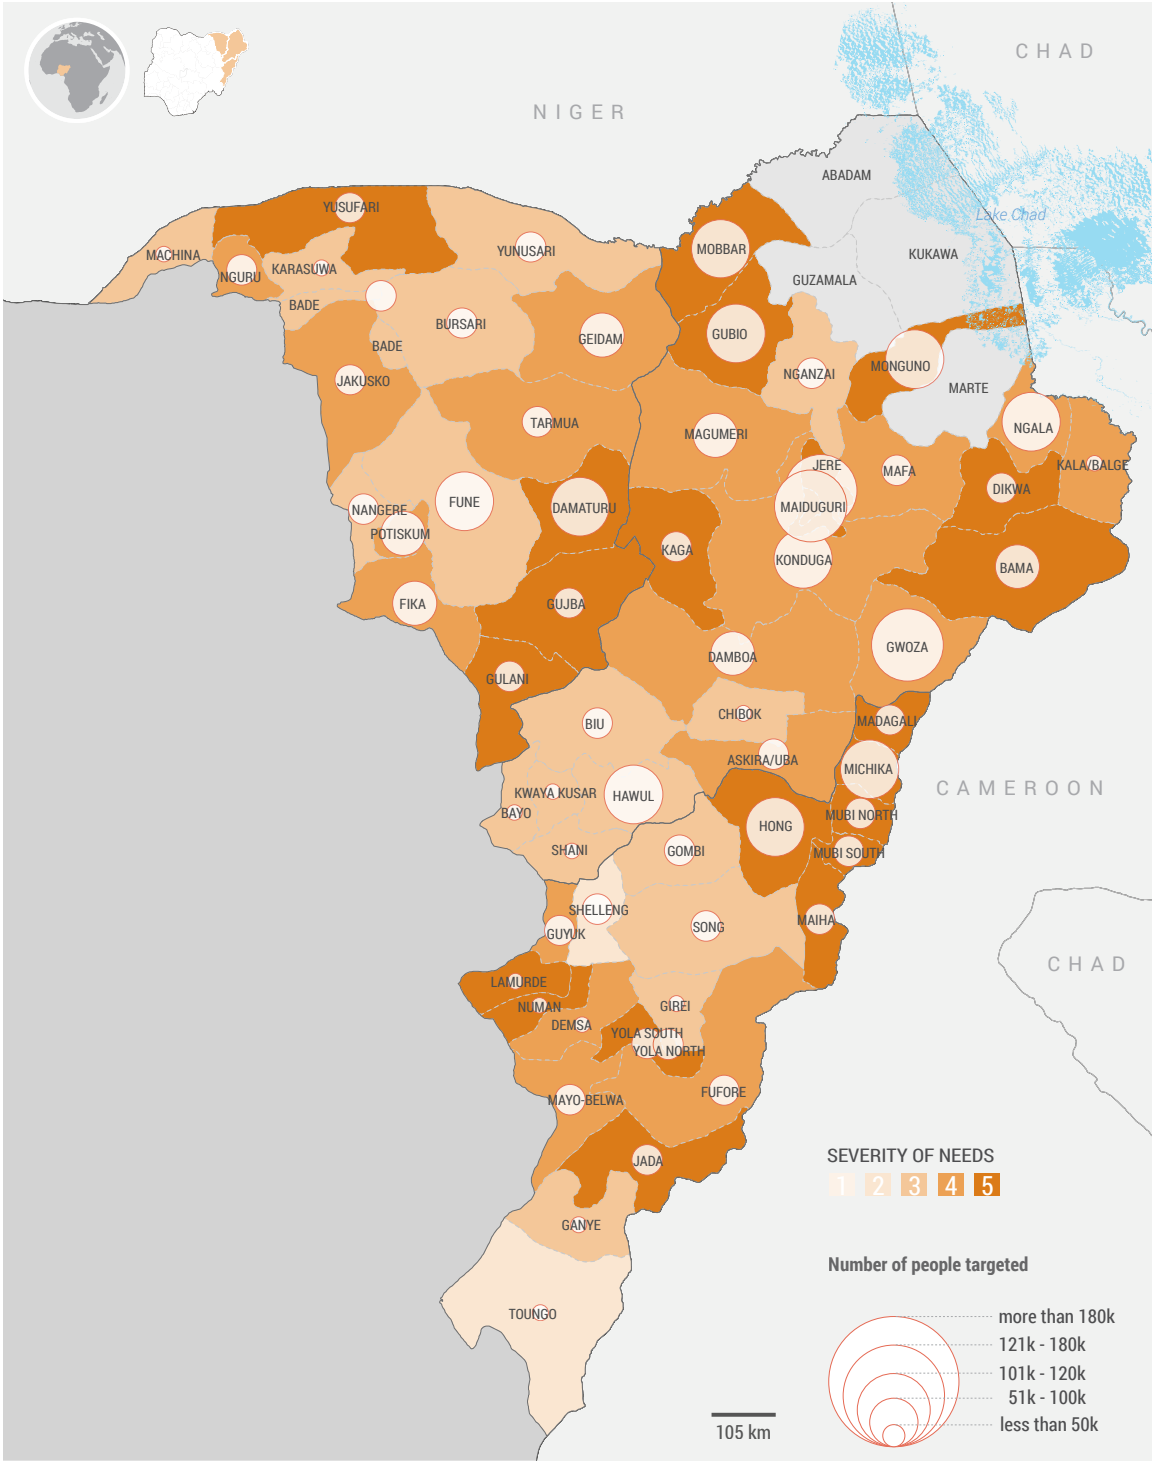 CHAD
NIGER
ABADAM
YUSUFARI
Lake Chad
MOBBAR
YUNUSARI
MACHINA
KUKAWA
KARASUWA
NGURU
GUZAMALA
BADE
BURSARI
GUBIO
GEIDAM
BADE
MONGUNO
NGANZAI
JAKUSKO
MARTE
TARMUA
NGALA
MAGUMERI
JERE
KALA/BALGE
MAFA
DIKWA
FUNE
NANGERE
DAMATURU
MAIDUGURI
POTISKUM
KAGA
KONDUGA
BAMA
FIKA
GUJBA
GWOZA
DAMBOA
GULANI
CHIBOK
MADAGALI
BIU
ASKIRA/UBA
MICHIKA
CAMEROON
KWAYA KUSAR
HAWUL
BAYO
MUBI NORTH
HONG
SHANI
GOMBI
MUBI SOUTH
SHELLENG
MAIHA
SONG
GUYUK
CHAD
LAMURDE
NUMAN
GIREI
DEMSA
YOLA SOUTH
YOLA NORTH
FUFORE
MAYO-BELWA
SEVERITY OF NEEDS
JADA
1 2 3 4 5
GANYE
Number of people targeted
TOUNGO
more than 180k
121k - 180k
101k - 120k
51k - 100k
less than 50k
105 km